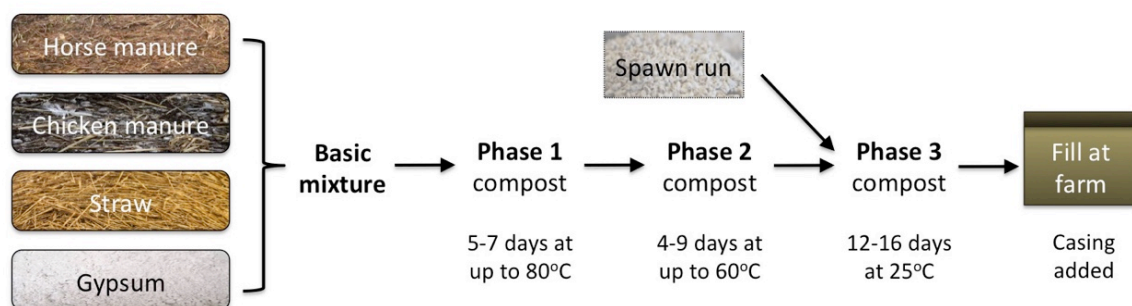 Horse manure
Chicken manure
Straw
Gypsum
Basic
mixture
Phase 1
compost
5-7 days at
up to 80°C
Phase 2
compost
4-9 days at
up to 60°C
Spawn run
Phase 3
compost
12-16 days
at 25°C
Fill at
farm
Casing
added